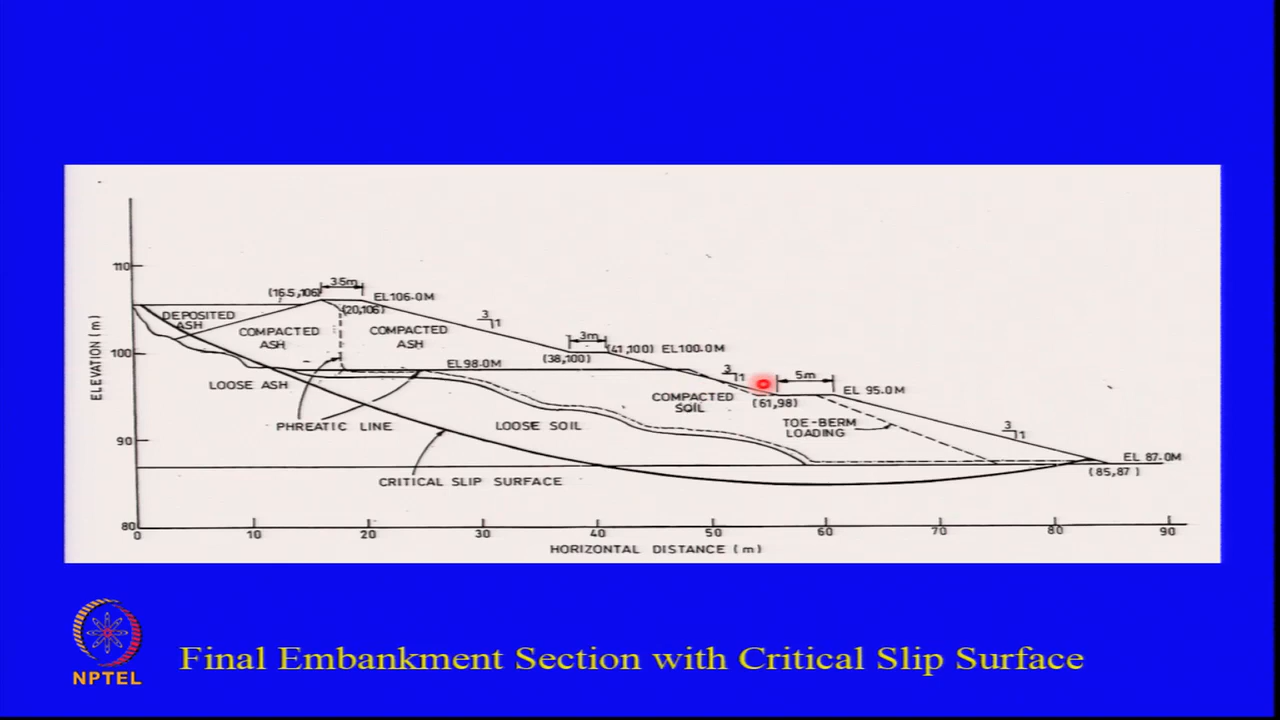 110
100
90
80
ELEVATION (m)
(16.5,106)
3.5m
EL106.0M
(20,106)
DEPOSITED
ASH
COMPACTED
ASH
COMPACTED
ASH
3
1
3m
(38,100)
(41,100) EL100.0M
EL98.0M
LOOSE ASH
3
1
5m
EL 95.0M
COMPACTED
SOIL
(61,98)
TOE-BERM
LOADING
PHREATIC LINE
LOOSE SOIL
3
1
EL 87.0M
(85,87)
CRITICAL SLIP SURFACE
0 10 20 30 40 50 60 70 80 90
HORIZONTAL DISTANCE (m)
NPTEL
Final Embankment Section with Critical Slip Surface